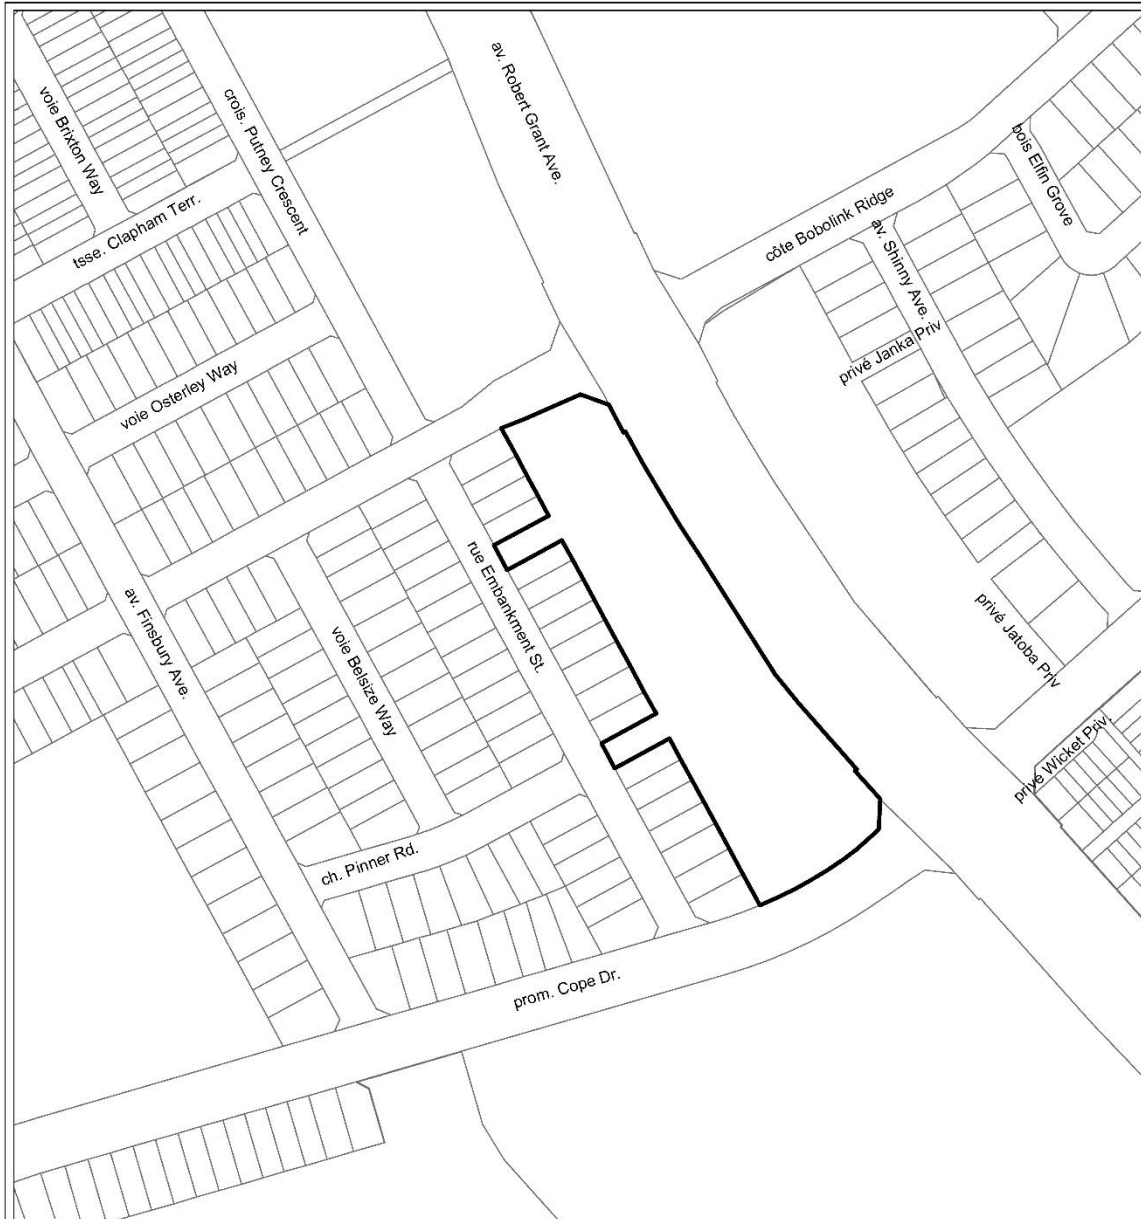 av. Robert Grant Ave.
voie Brixton Way
crois. Putney Crescent
bois Elfin Grove
tsse. Clapham Terr.
côte Bobolink Ridge
av. Shinny Ave.
privé Janka Priv
voie Osterley Way
rue Embankment St.
av. Finsbury Ave.
voie Belsize Way
privé Jatoba Priv
privé Wicket Priv.
ch. Pinner Rd.
prom. Cope Dr.